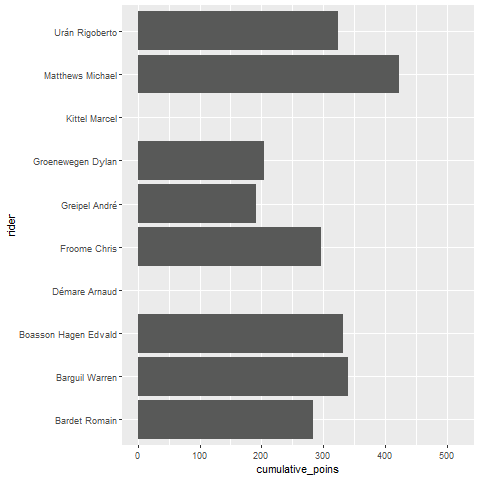 Urán Rigoberto
Matthews Michael
Kittel Marcel
Groenewegen Dylan
Greipel André
Froome Chris
Démare Arnaud
Boasson Hagen Edvald
Barguil Warren
Bardet Romain
rider
0 100 200 300 400 500
cumulative_poins